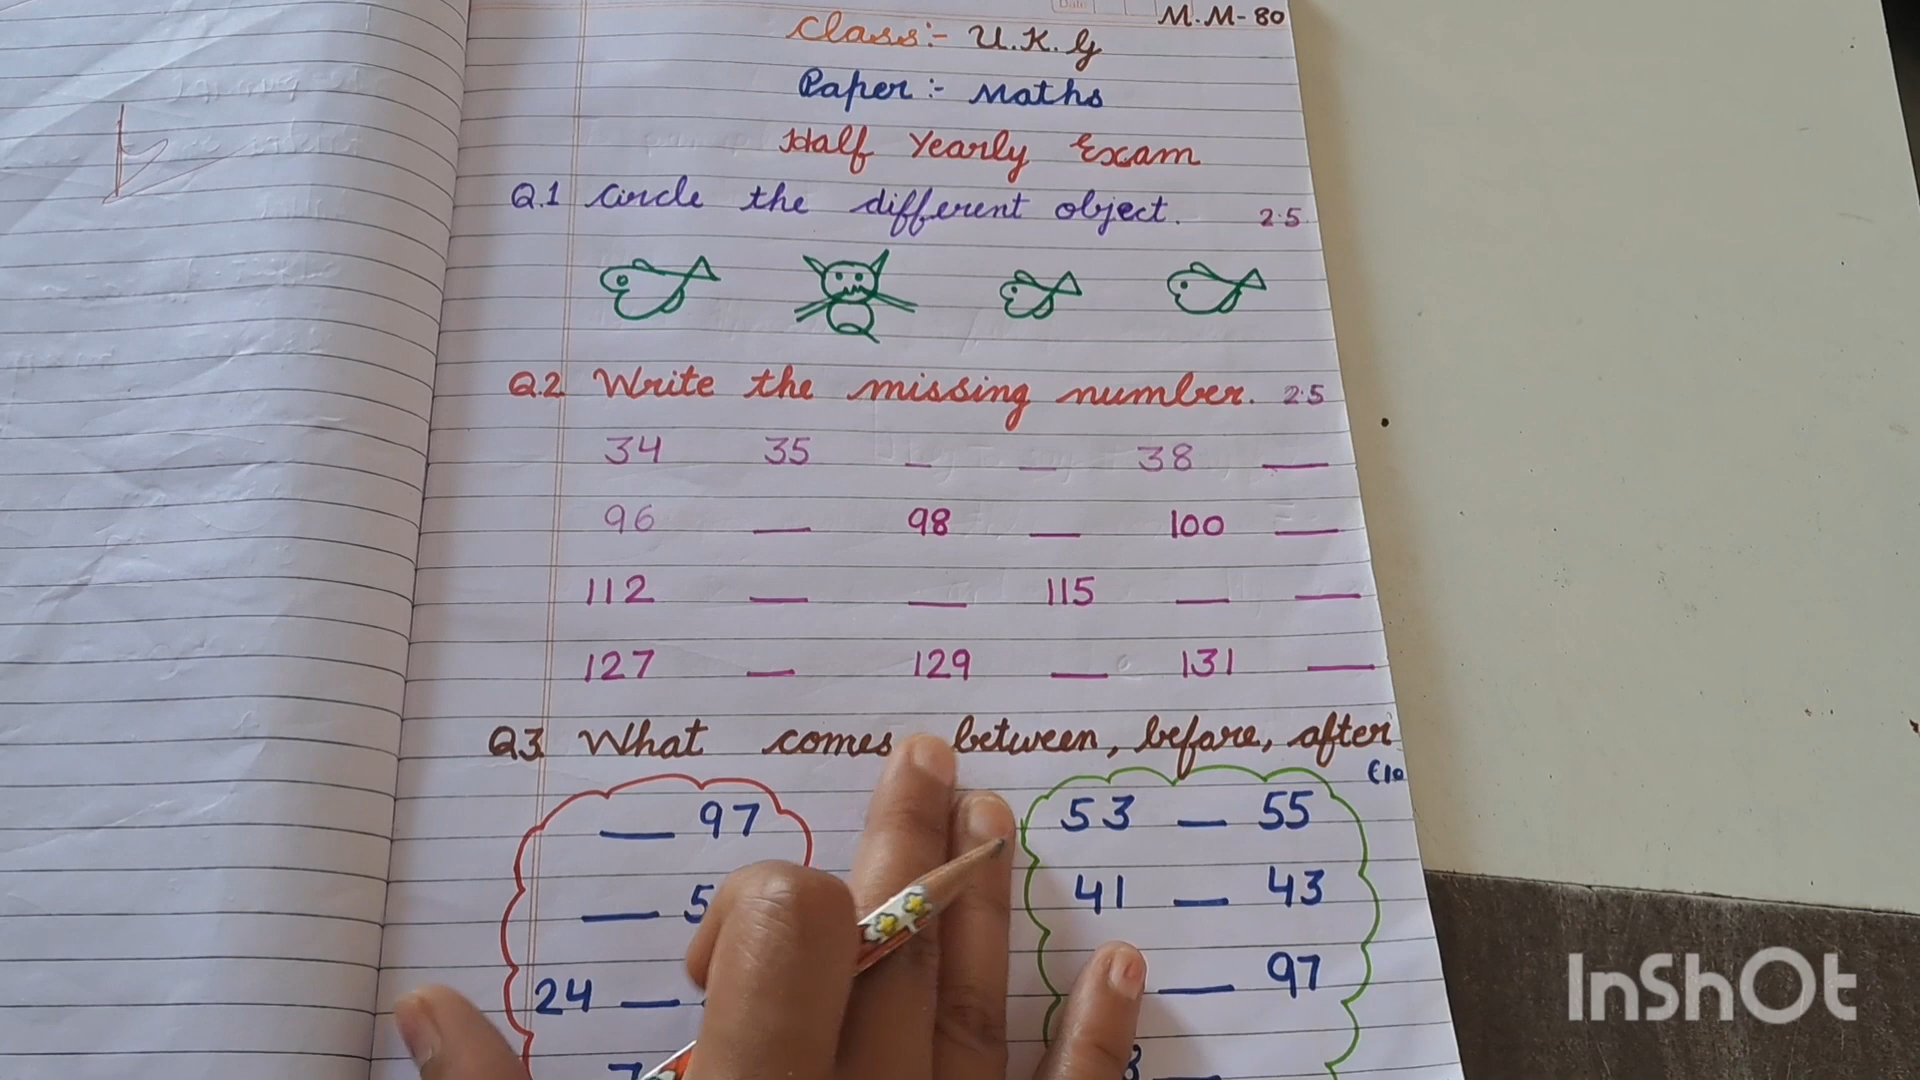 Date
M.M-80
Class:- U.K.G
Paper:- Maths
Half Yearly Exam
Q.1 Circle the different object. 2.5
Q.2 Write the missing number. 2.5
34 35 _ _ 38 _
96 _ 98 _ 100 _
112 _ _ 115 _ _
127 _ 129 _ 131 _
Q3 What comes between, before, after
_ 97 53 _ 55
_ 5 41 _ 43
24 _ _ 97
InShOt